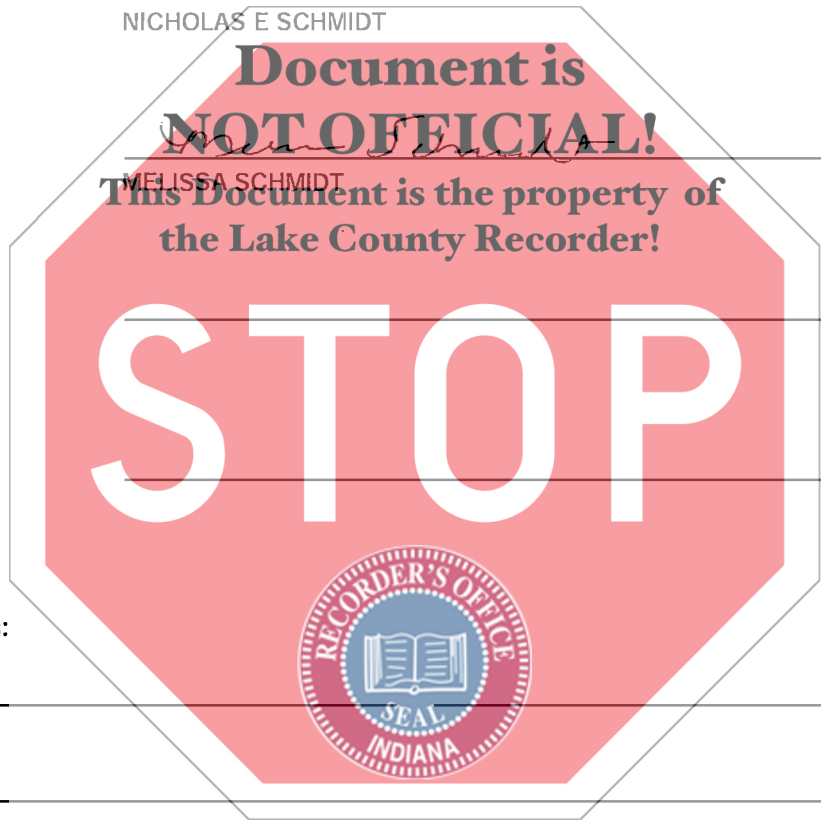 NICHOLAS E SCHMIDT
Document is
NOT OFFICIAL!
MELISSA SCHMIDT
This Document is the property of
the Lake County Recorder!
STOP
RECORDER'S OFFICE
SEAL
INDIANA